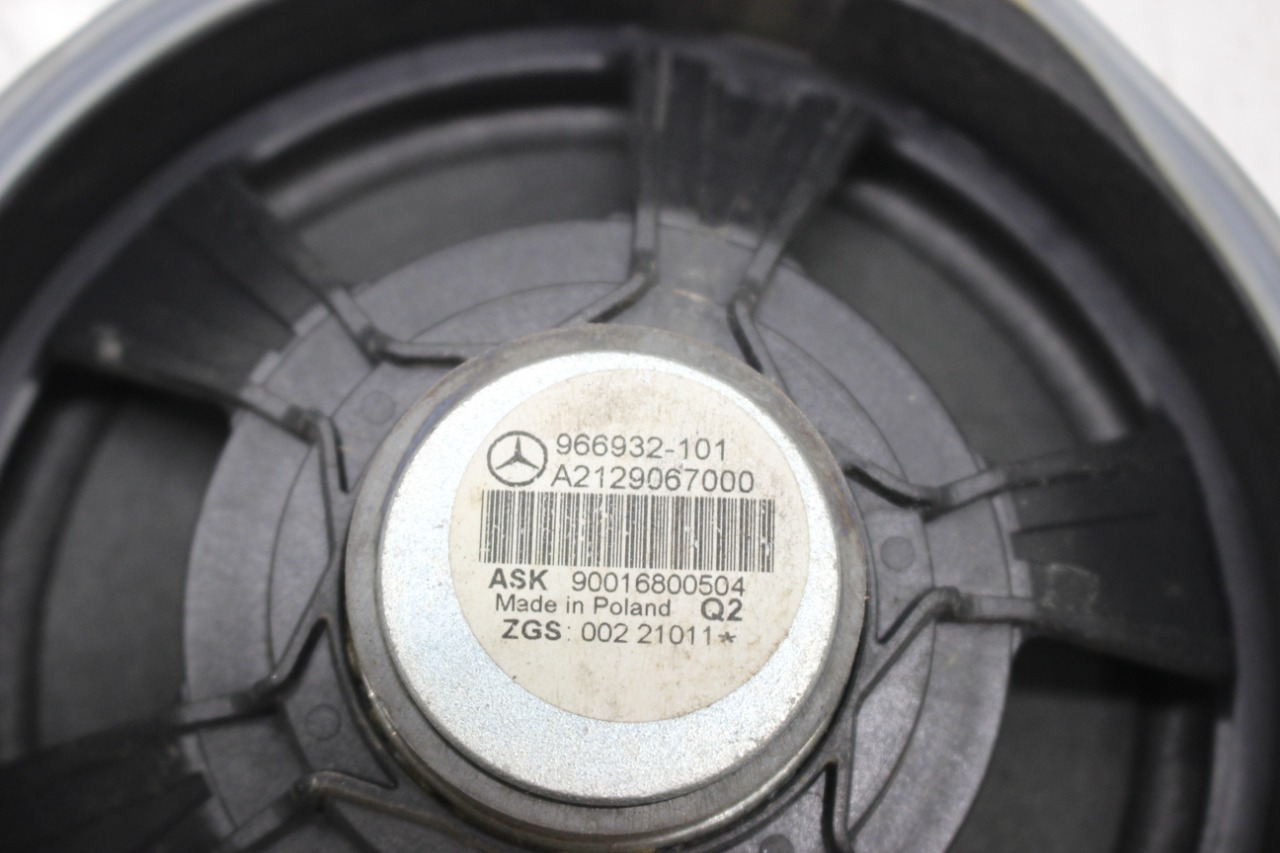 966932-101
A2129067000
ASK 90016800504
Made in Poland Q2
ZGS: 002 21011*